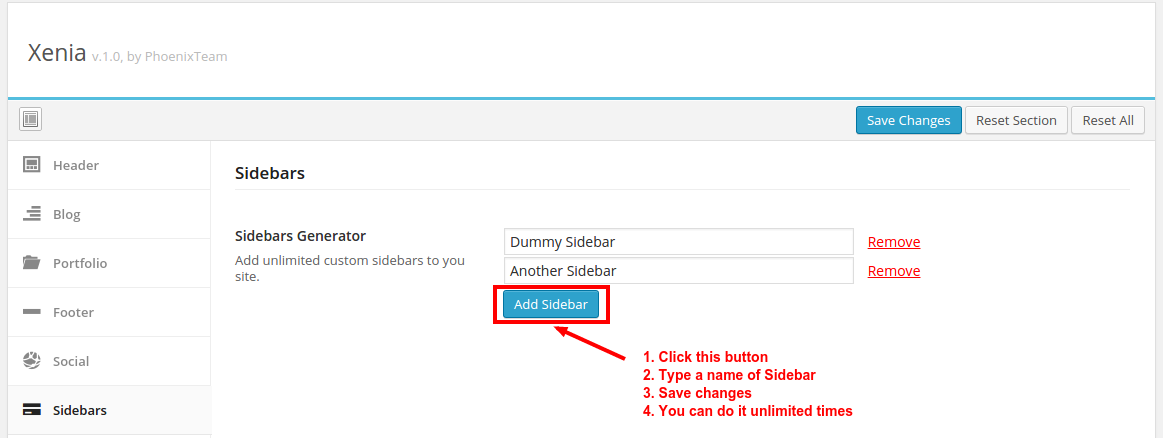 Xenia v.1.0, by PhoenixTeam
Save Changes
Reset Section
Reset All
Header
Blog
Portfolio
Footer
Social
Sidebars
Sidebars
Sidebars Generator
Add unlimited custom sidebars to you
site.
Dummy Sidebar
Remove
Another Sidebar
Remove
Add Sidebar
1. Click this button
2. Type a name of Sidebar
3. Save changes
4. You can do it unlimited times